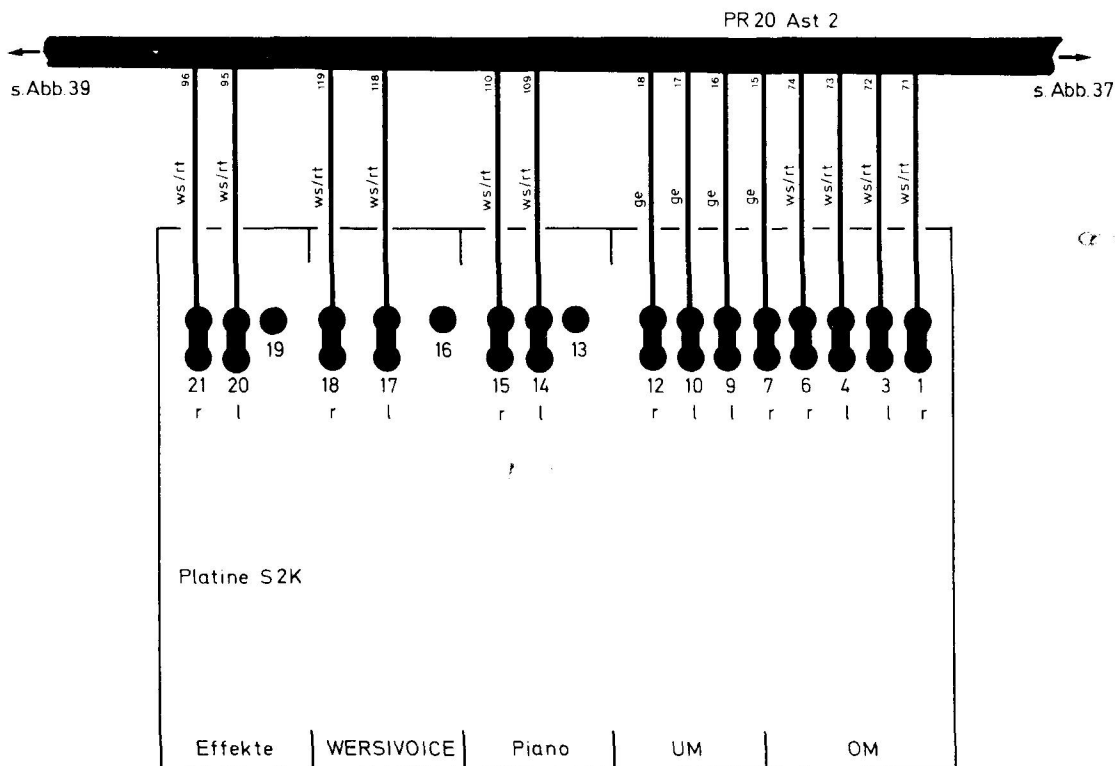 PR20 Ast 2
s.Abb.39
s.Abb.37
96 95 119 118 110 109 18 17 16 15 74 73 72 71
ws/rt ws/rt ws/rt ws/rt ws/rt ws/rt ge ge ge ge ws/rt ws/rt ws/rt ws/rt
19 16 13
21 20 18 17 15 14 12 10 9 7 6 4 3 1
r l r l r l r l l r r l l r
Platine S2K
Effekte WERSIVOICE Piano UM OM